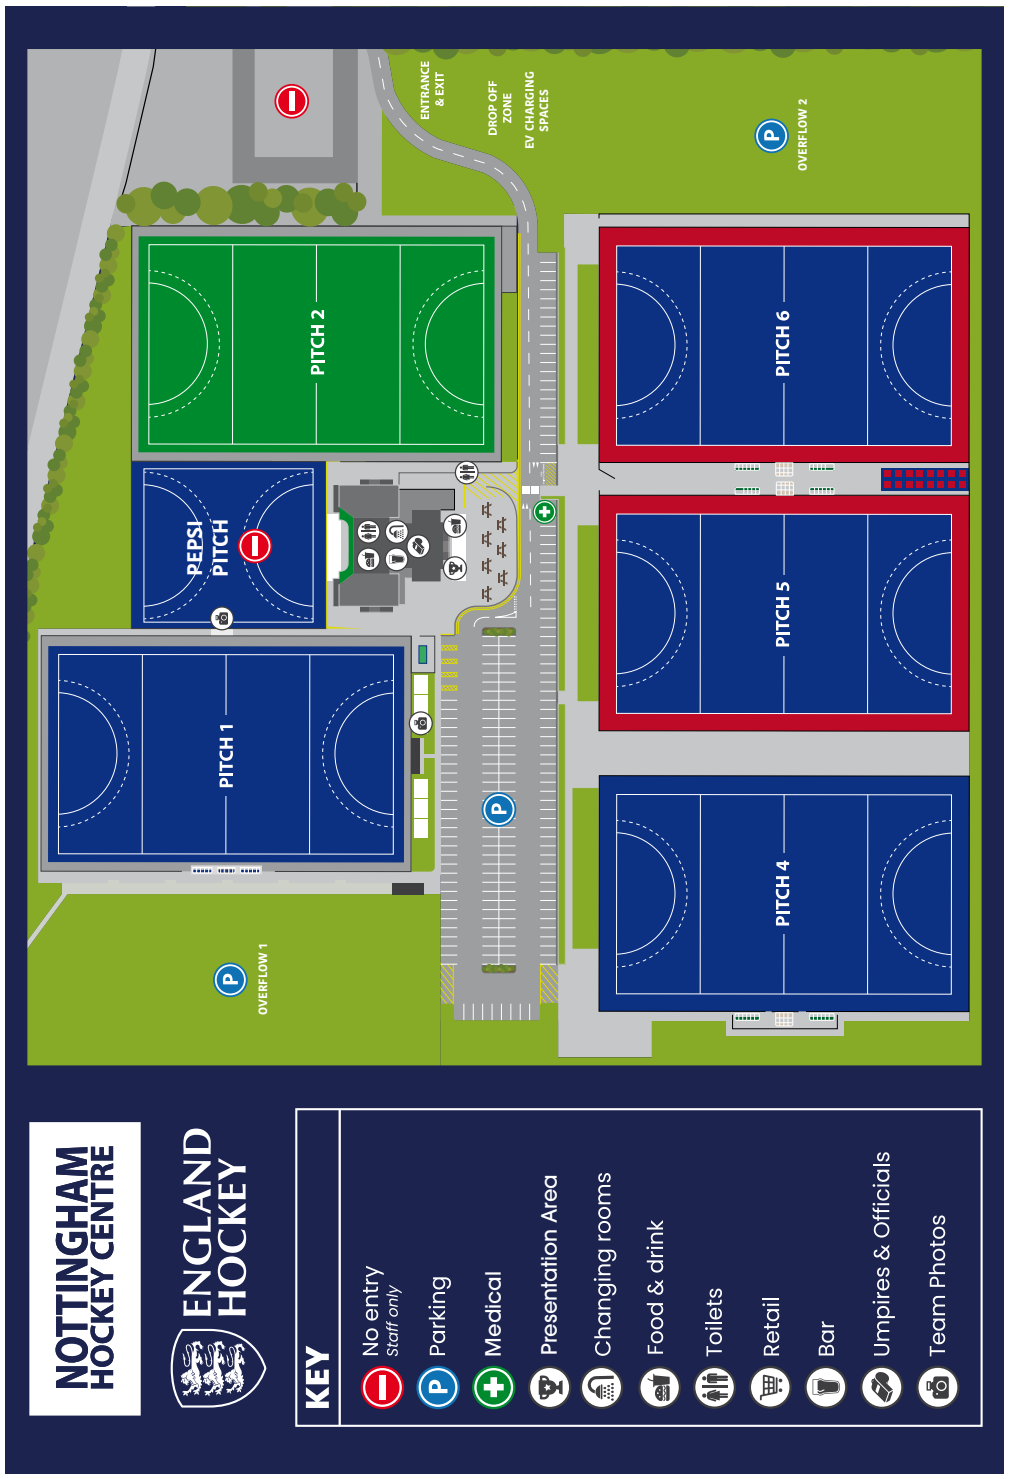 NOTTINGHAM
HOCKEY CENTRE
ENGLAND
HOCKEY
KEY
No entry
Staff only
P Parking
Medical
Presentation Area
Changing rooms
Food & drink
Toilets
Retail
Bar
Umpires & Officials
Team Photos
P
OVERFLOW 1
PITCH 1
PEPSI
PITCH
PITCH 2
ENTRANCE
& EXIT
DROP OFF
ZONE
EV CHARGING
SPACES
P
OVERFLOW 2
P
PITCH 4
PITCH 5
PITCH 6